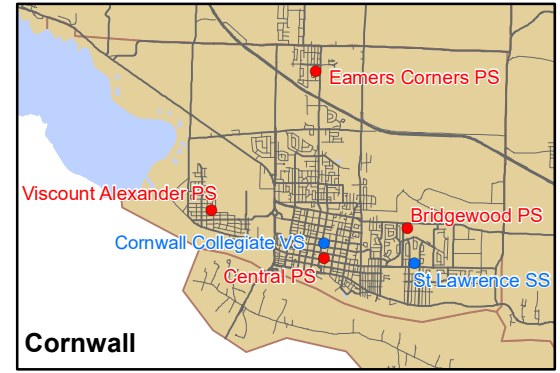 Eamers Corners PS
Viscount Alexander PS
Bridgewood PS
Cornwall Collegiate VS
Central PS
St Lawrence SS
Cornwall